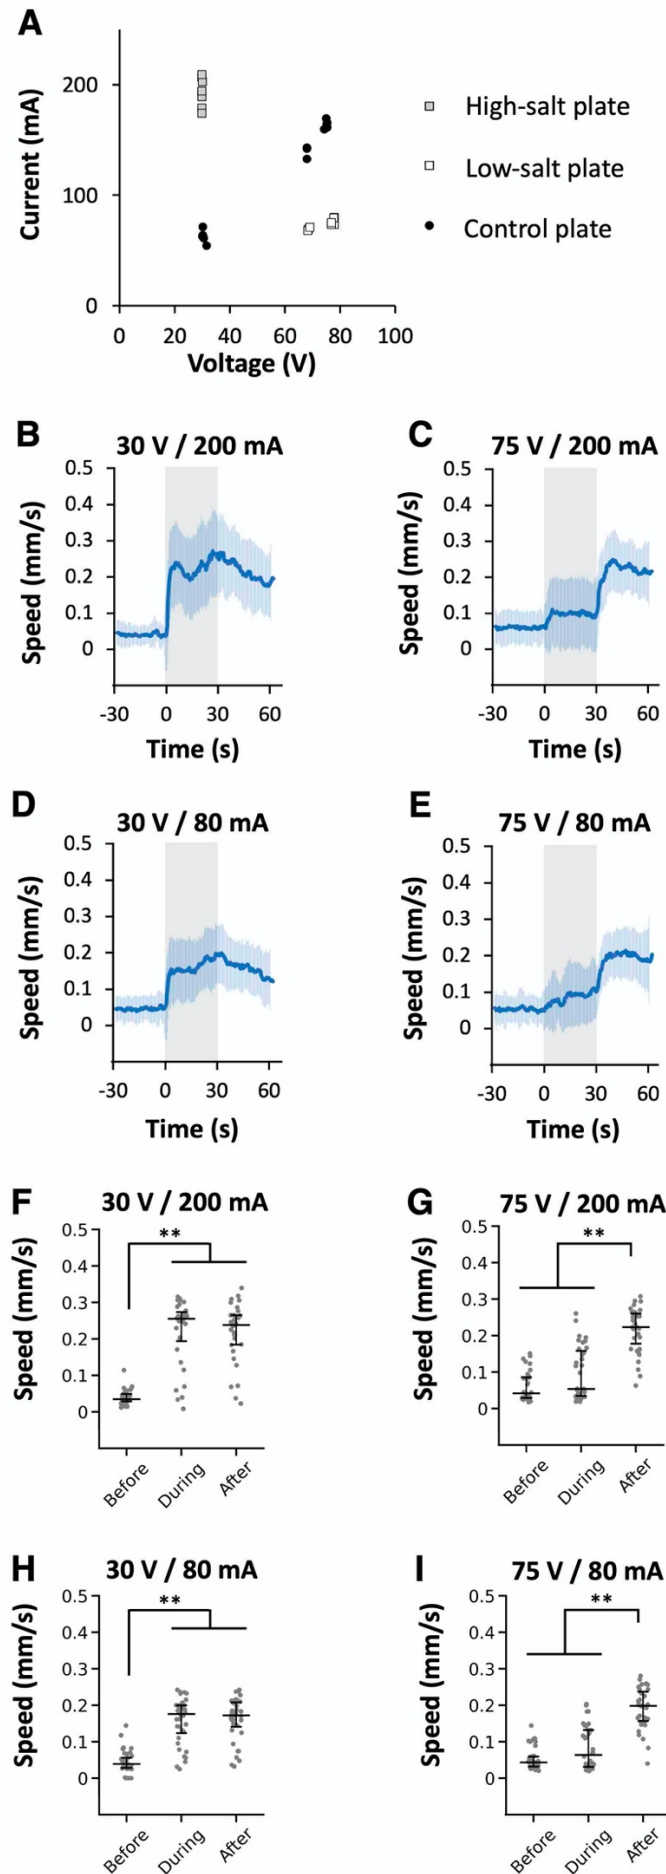 A
Current (mA)
200
100
0
0 20 40 60 80 100
Voltage (V)
High-salt plate
Low-salt plate
Control plate
B
30 V / 200 mA
Speed (mm/s)
0.5
0.4
0.3
0.2
0.1
0
-30 0 30 60
Time (s)
C
75 V / 200 mA
Speed (mm/s)
0.5
0.4
0.3
0.2
0.1
0
-30 0 30 60
Time (s)
D
30 V / 80 mA
Speed (mm/s)
0.5
0.4
0.3
0.2
0.1
0
-30 0 30 60
Time (s)
E
75 V / 80 mA
Speed (mm/s)
0.5
0.4
0.3
0.2
0.1
0
-30 0 30 60
Time (s)
F
30 V / 200 mA
Speed (mm/s)
0.5
0.4
0.3
0.2
0.1
0
**
Before During After
G
75 V / 200 mA
Speed (mm/s)
0.5
0.4
0.3
0.2
0.1
0
**
Before During After
H
30 V / 80 mA
Speed (mm/s)
0.5
0.4
0.3
0.2
0.1
0
**
Before During After
I
75 V / 80 mA
Speed (mm/s)
0.5
0.4
0.3
0.2
0.1
0
**
Before During After